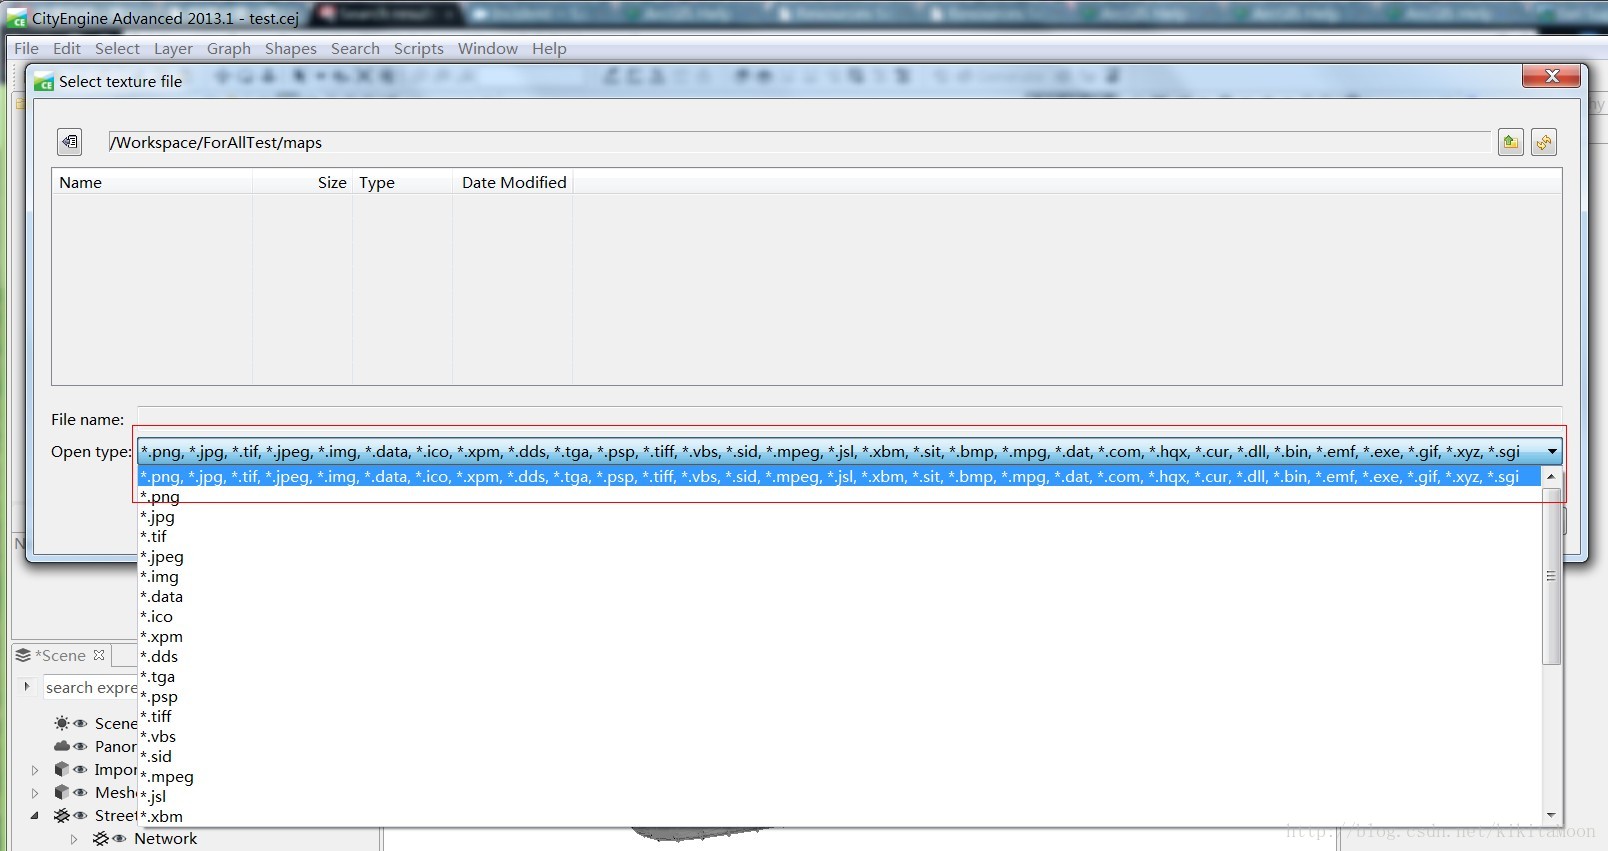 CityEngine Advanced 2013.1 - test.cej
File Edit Select Layer Graph Shapes Search Scripts Window Help
Select texture file
/Workspace/ForAllTest/maps
Name Size Type Date Modified
File name:
Open type: *.png, *.jpg, *.tif, *.jpeg, *.img, *.data, *.ico, *.xpm, *.dds, *.tga, *.psp, *.tiff, *.vbs, *.sid, *.mpeg, *.jsl, *.xbm, *.sit, *.bmp, *.mpg, *.dat, *.com, *.hqx, *.cur, *.dll, *.bin, *.emf, *.exe, *.gif, *.xyz, *.sgi
*.png, *.jpg, *.tif, *.jpeg, *.img, *.data, *.ico, *.xpm, *.dds, *.tga, *.psp, *.tiff, *.vbs, *.sid, *.mpeg, *.jsl, *.xbm, *.sit, *.bmp, *.mpg, *.dat, *.com, *.hqx, *.cur, *.dll, *.bin, *.emf, *.exe, *.gif, *.xyz, *.sgi
*.png
*.jpg
*.tif
*.jpeg
*.img
*.data
*.ico
*.xpm
*.dds
*.tga
*.psp
*.tiff
*.vbs
*.sid
*.mpeg
*.jsl
*.xbm
*Scene
search expre
Scene
Panor
Impor
Meshe
Street
Network
http://blog.csdn.net/kikitaMoon